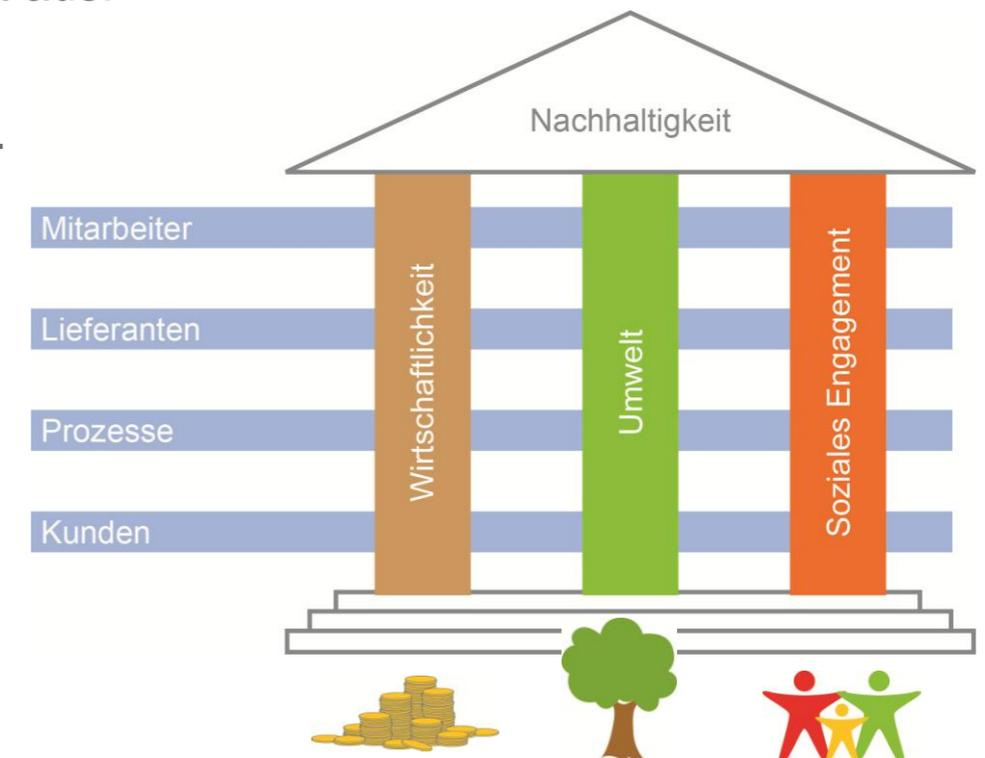 Nachhaltigkeit
Mitarbeiter
Lieferanten
Prozesse
Kunden
Wirtschaftlichkeit
Umwelt
Soziales Engagement